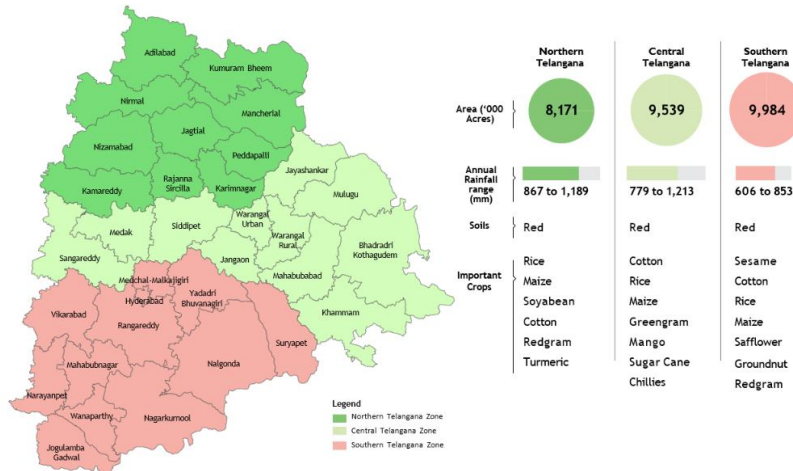 Adilabad
Kumuram Bheem
Nirmal
Mancherial
Jagtial
Nizamabad
Peddapalli
Rajanna
Sircilla
Kamareddy
Karimnagar
Jayashankar
Mulugu
Warangal
Urban
Medak
Siddipet
Warangal
Rural
Bhadradri
Kothagudem
Sangareddy
Jangaon
Mahabubabad
Medchal-Malkajigiri
Hyderabad
Yadadri
Bhuvanagiri
Khammam
Vikarabad
Rangareddy
Suryapet
Nalgonda
Mahabubnagar
Narayanpet
Wanaparthy
Nagarkurnool
Jogulamba
Gadwal
Legend
Northern Telangana Zone
Central Telangana Zone
Southern Telangana Zone
Northern
Telangana
Central
Telangana
Southern
Telangana
Area ('000
Acres)
8,171
9,539
9,984
Annual
Rainfall
range
(mm)
867 to 1,189
779 to 1,213
606 to 853
Soils
Red
Red
Red
Important
Crops
Rice
Maize
Soyabean
Cotton
Redgram
Turmeric
Cotton
Rice
Maize
Greengram
Mango
Sugar Cane
Chillies
Sesame
Cotton
Rice
Maize
Safflower
Groundnut
Redgram